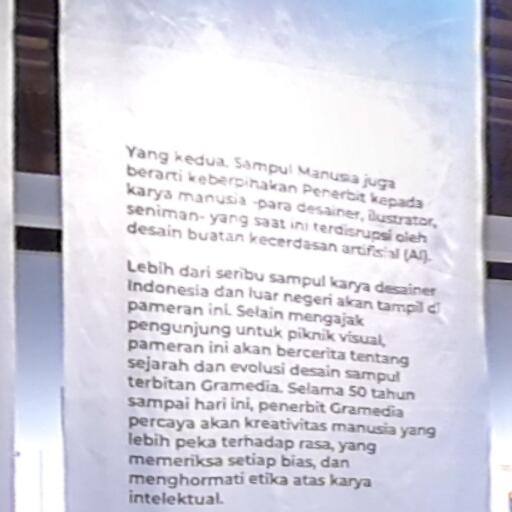 Yang kedua, Sampul Manusia juga
berarti keberpihakan Penerbit kepada
karya manusia -para desainer, ilustrator,
seniman- yang saat ini terdisrupsi oleh
desain buatan kecerdasan artifisial (AI).
Lebih dari seribu sampul karya desainer
Indonesia dan luar negeri akan tampil di
pameran ini. Selain mengajak
pengunjung untuk piknik visual,
pameran ini akan bercerita tentang
sejarah dan evolusi desain sampul
terbitan Gramedia. Selama 50 tahun
sampai hari ini, penerbit Gramedia
percaya akan kreativitas manusia yang
lebih peka terhadap rasa, yang
memeriksa setiap bias, dan
menghormati etika atas karya
intelektual.